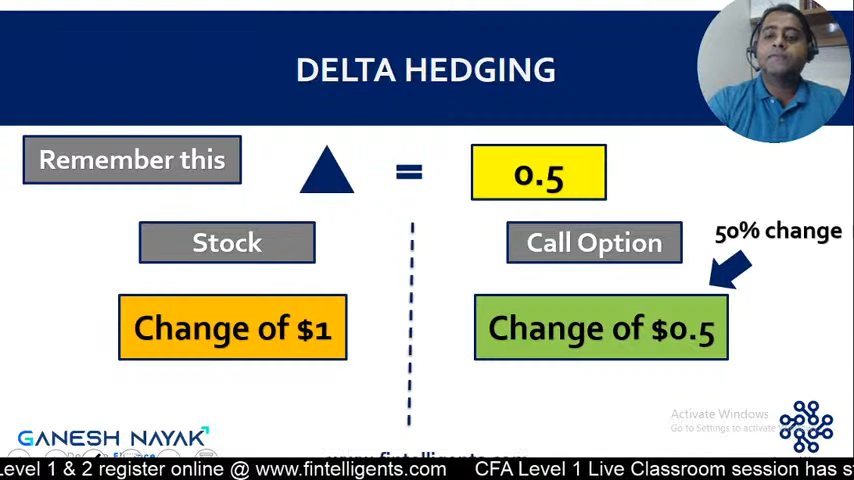 DELTA HEDGING
Remember this
=
0.5
Stock
Call Option
50% change
Change of $1
Change of $0.5
Activate Windows
Go to Settings to activate
GANESH NAYAK
Level 1 & 2 register online @ www.fintelligents.com CFA Level 1 Live Classroom session has